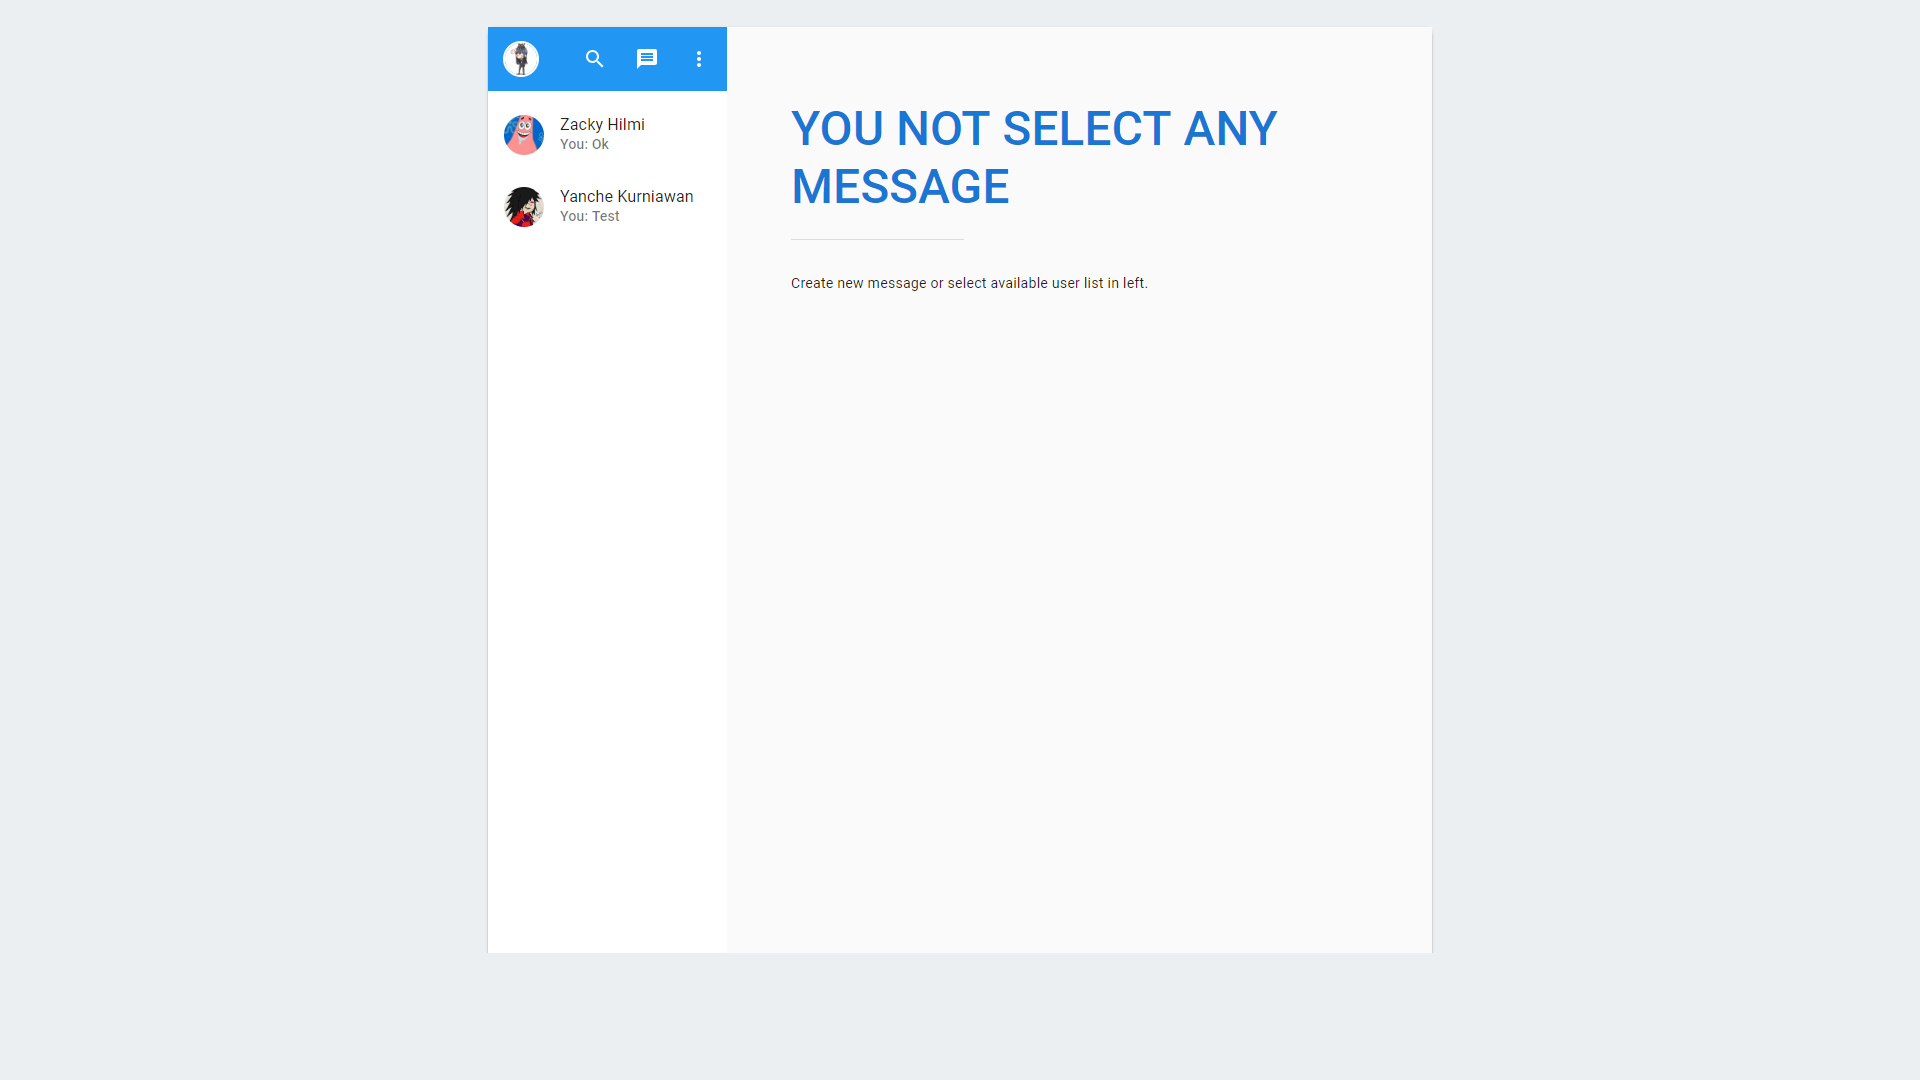 Zacky Hilmi
You: Ok
Yanche Kurniawan
You: Test
YOU NOT SELECT ANY
MESSAGE
Create new message or select available user list in left.